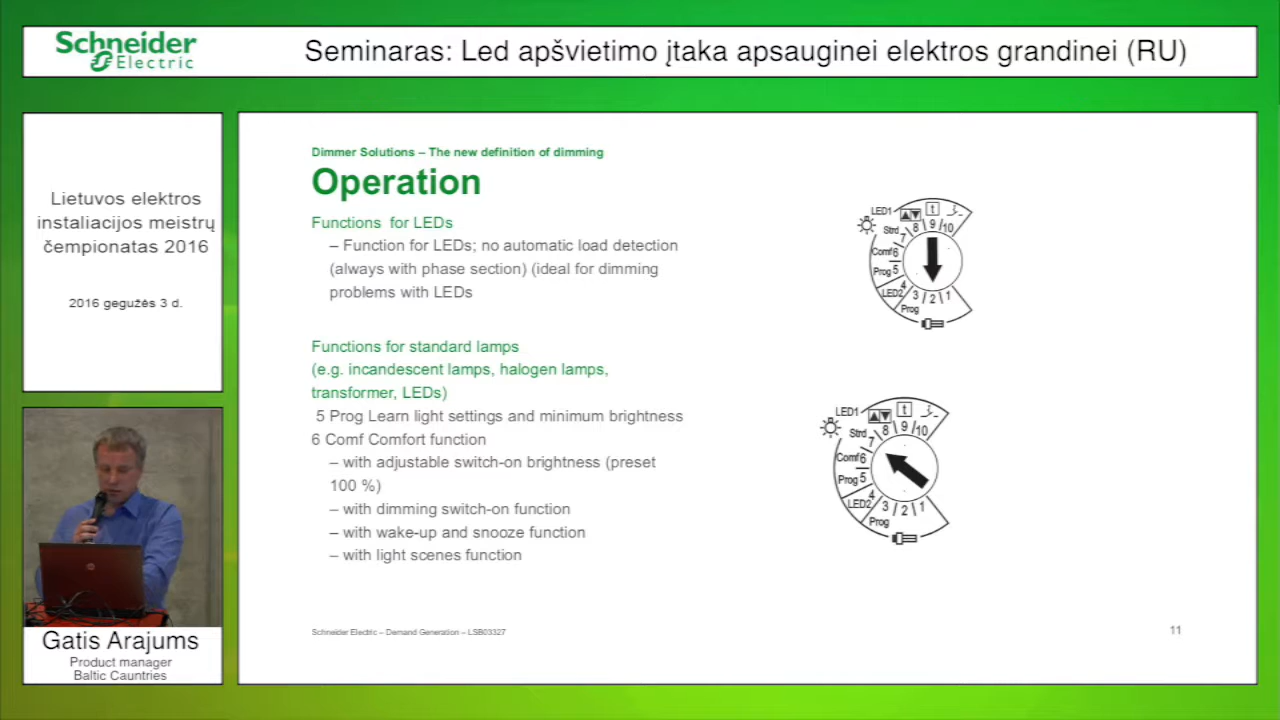 Schneider
Electric
Seminaras: Led apšvietimo įtaka apsauginei elektros grandinei (RU)
Lietuvos elektros
instaliacijos meistrų
čempionatas 2016
2016 gegužės 3 d.
Gatis Arajums
Product manager
Baltic Cauntries
Dimmer Solutions – The new definition of dimming
Operation
Functions for LEDs
– Function for LEDs; no automatic load detection
(always with phase section) (ideal for dimming
problems with LEDs
Functions for standard lamps
(e.g. incandescent lamps, halogen lamps,
transformer, LEDs)
5 Prog Learn light settings and minimum brightness
6 Comf Comfort function
– with adjustable switch-on brightness (preset
100 %)
– with dimming switch-on function
– with wake-up and snooze function
– with light scenes function
LED1 t
Strd 7 8 9 10
Comf 6
Prog 5
LED2 4 3 2 1
Prog
LED1 t
Strd 7 8 9 10
Comf 6
Prog 5
LED2 4 3 2 1
Prog
Schneider Electric – Demand Generation – LSB03327
11